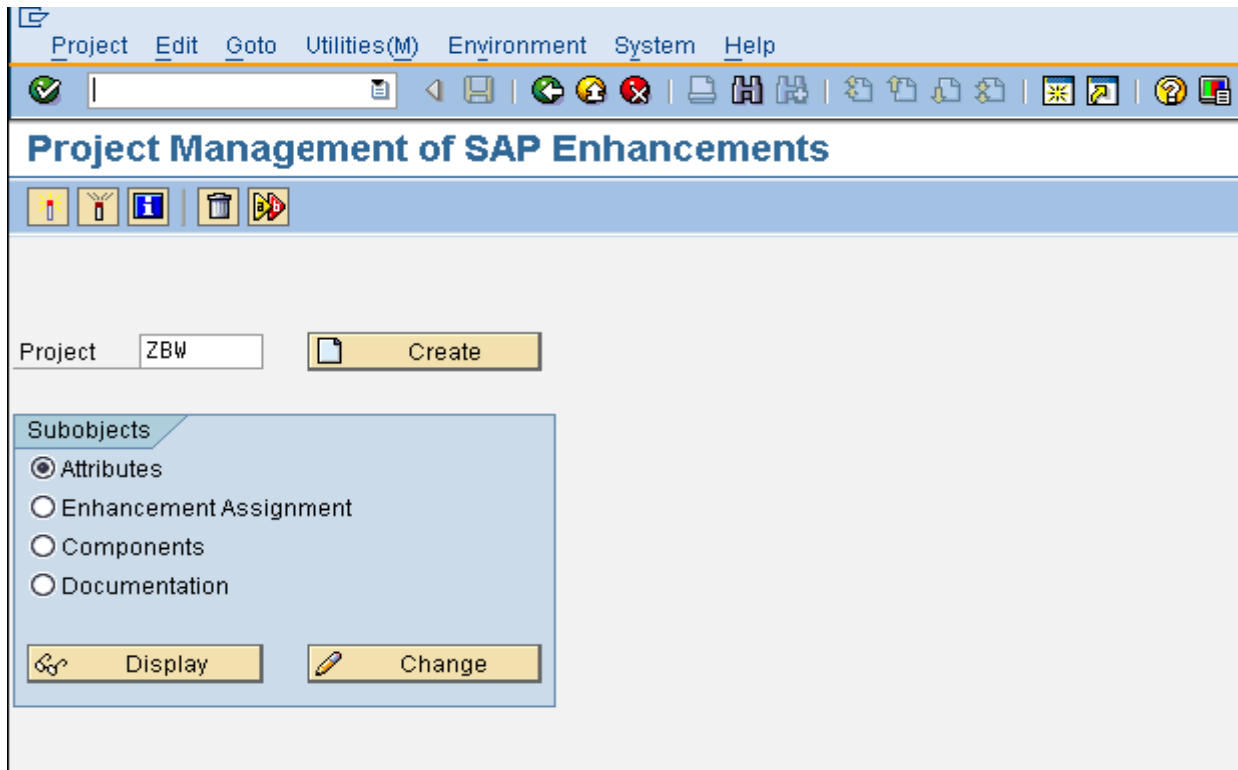 Project Edit Goto Utilities(M) Environment System Help
Project Management of SAP Enhancements
Project ZBW Create
Subobjects
Attributes
Enhancement Assignment
Components
Documentation
Display Change